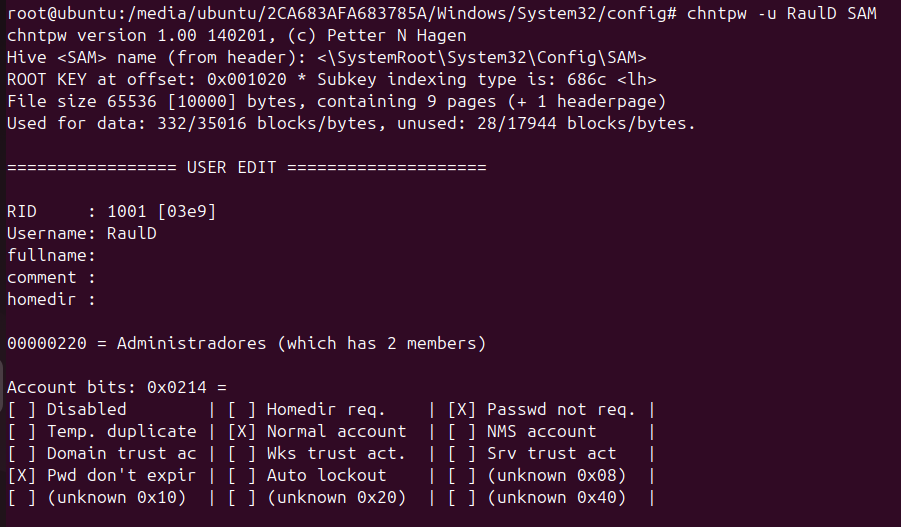 root@ubuntu:/media/ubuntu/2CA683AFA683785A/Windows/System32/config# chntpw -u RaulD SAM
chntpw version 1.00 140201, (c) Petter N Hagen
Hive <SAM> name (from header): <\SystemRoot\System32\Config\SAM>
ROOT KEY at offset: 0x001020 * Subkey indexing type is: 686c <lh>
File size 65536 [10000] bytes, containing 9 pages (+ 1 headerpage)
Used for data: 332/35016 blocks/bytes, unused: 28/17944 blocks/bytes.

================= USER EDIT ====================

RID     : 1001 [03e9]
Username: RaulD
fullname:
comment :
homedir :

00000220 = Administradores (which has 2 members)

Account bits: 0x0214 =
[ ] Disabled        | [ ] Homedir req.    | [X] Passwd not req. |
[ ] Temp. duplicate | [X] Normal account  | [ ] NMS account     |
[ ] Domain trust ac | [ ] Wks trust act.  | [ ] Srv trust act   |
[X] Pwd don't expir | [ ] Auto lockout    | [ ] (unknown 0x08)  |
[ ] (unknown 0x10)  | [ ] (unknown 0x20)  | [ ] (unknown 0x40)  |